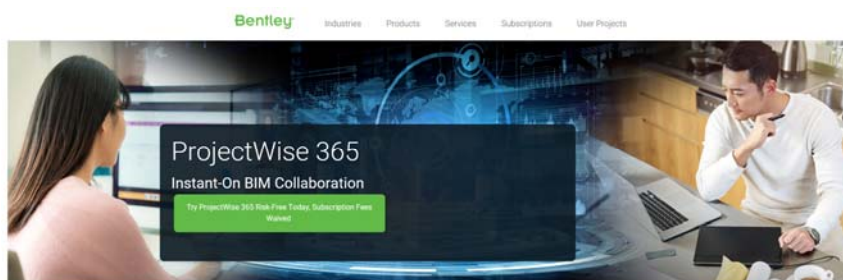 Bentley
Industries Products Services Subscriptions User Projects
ProjectWise 365
Instant-On BIM Collaboration
Try ProjectWise 365 Risk-Free Today, Subscription Fees
Waived